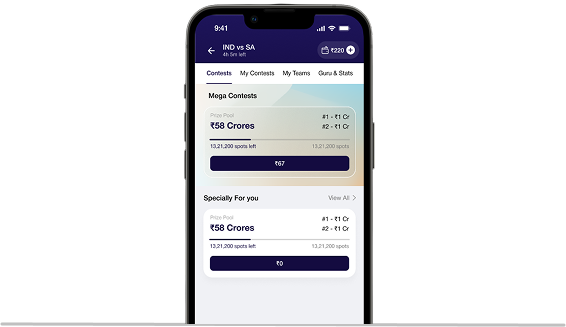 9:41
IND vs SA
4h 5m left
₹220
Contests My Contests My Teams Guru & Stats
Mega Contests
Prize Pool
#1 - ₹1 Cr
₹58 Crores
#2 - ₹1 Cr
13,21,200 spots left 13,21,200 spots
₹67
Specially For you View All
Prize Pool
#1 - ₹1 Cr
₹58 Crores
#2 - ₹1 Cr
13,21,200 spots left 13,21,200 spots
₹0